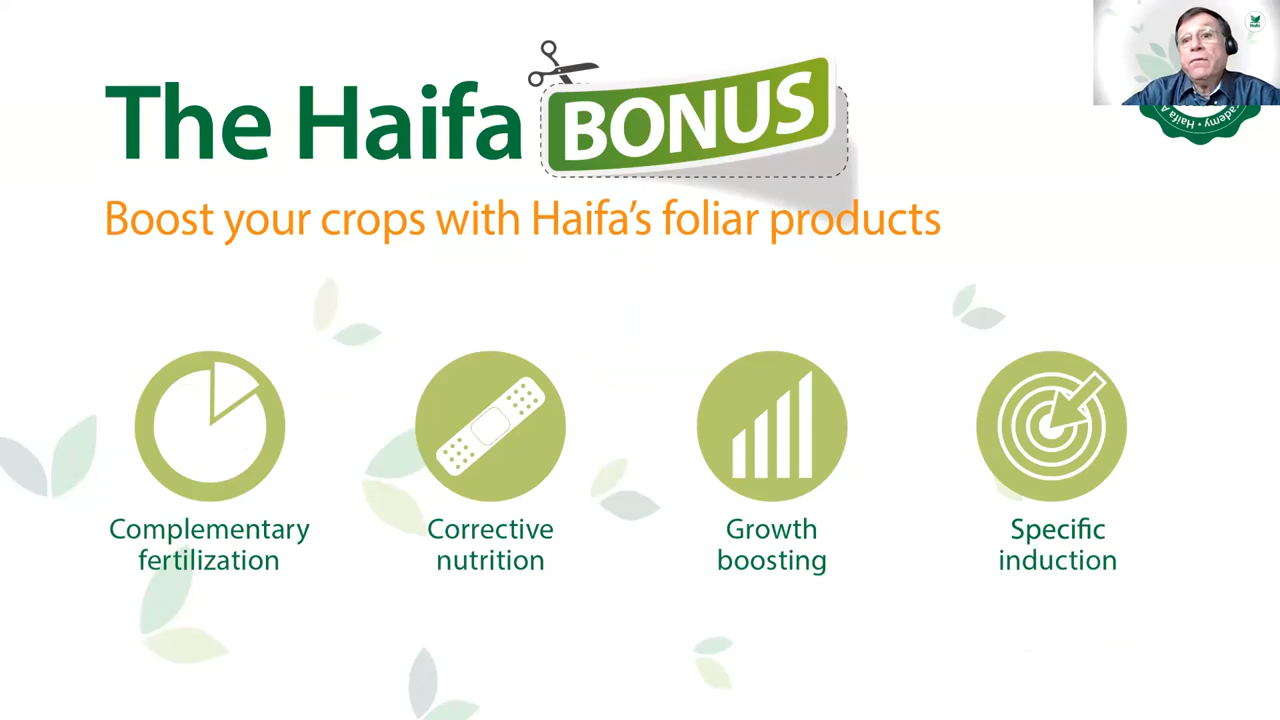 The Haifa BONUS
Boost your crops with Haifa's foliar products
Complementary
fertilization
Corrective
nutrition
Growth
boosting
Specific
induction